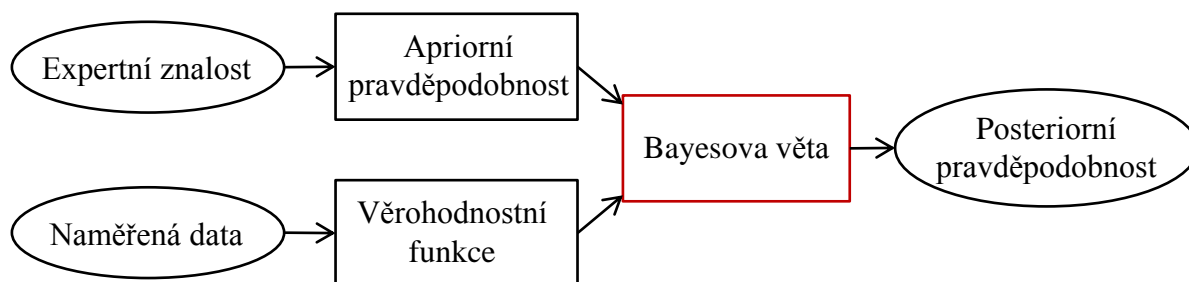 Expertní znalost
Apriorní
pravděpodobnost
Bayesova věta
Posteriorní
pravděpodobnost
Naměřená data
Věrohodnostní
funkce